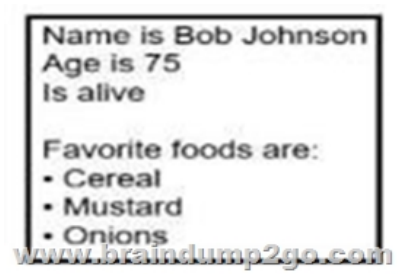 Name is Bob Johnson
Age is 75
Is alive
Favorite foods are:
• Cereal
• Mustard
• Onions
www.braindump2go.com